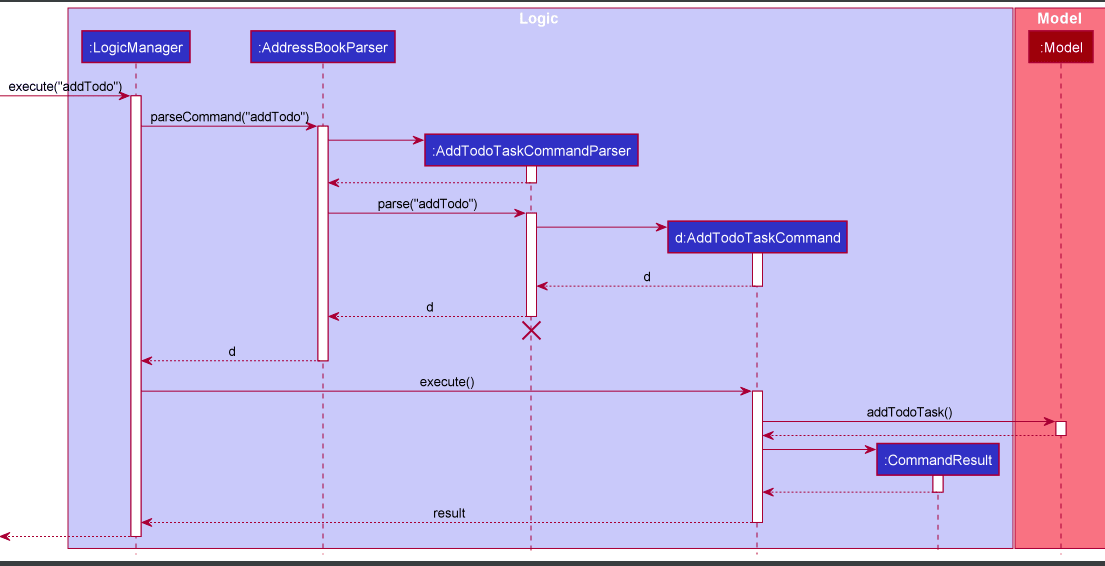 Logic
Model
:LogicManager
:AddressBookParser
:Model
execute("addTodo")
parseCommand("addTodo")
:AddTodoTaskCommandParser
parse("addTodo")
d:AddTodoTaskCommand
d
d
d
execute()
addTodoTask()
:CommandResult
result